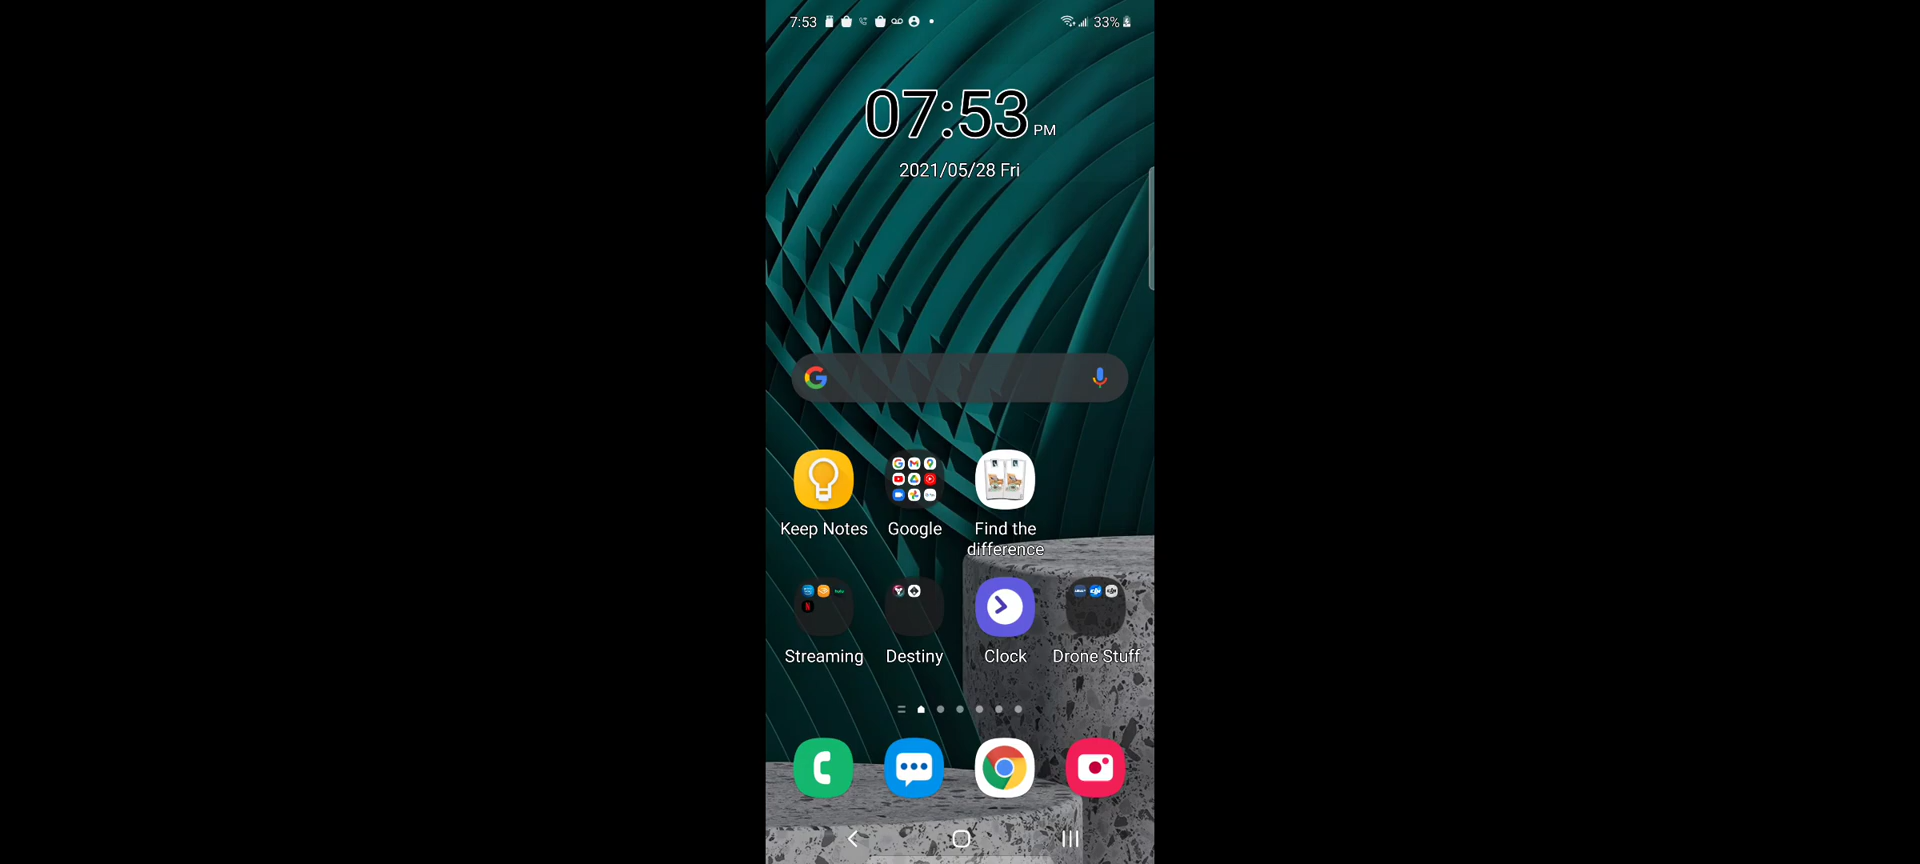 7:53
33%
07:53 PM
2021/05/28 Fri
Keep Notes
Google
Find the
difference
Streaming
Destiny
Clock
Drone Stuff